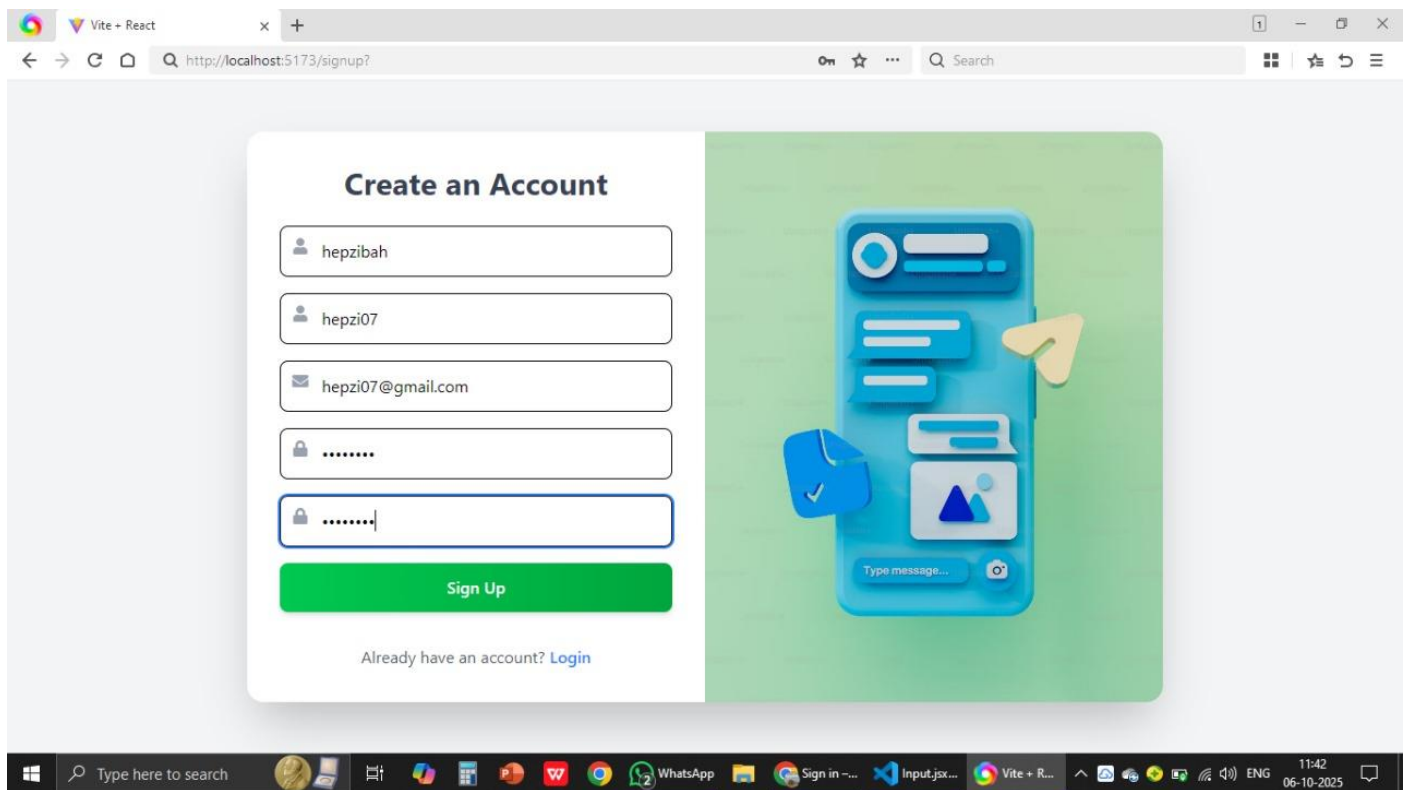 Vite + React
1
http://localhost:5173/signup?
Search
Create an Account
hepzibah
hepzi07
hepzi07@gmail.com
••••••••
••••••••
Sign Up
Already have an account? Login
Type message...
Type here to search
W
WhatsApp
2
Sign in –...
Input.jsx...
Vite + R...
ENG
11:42
06-10-2025